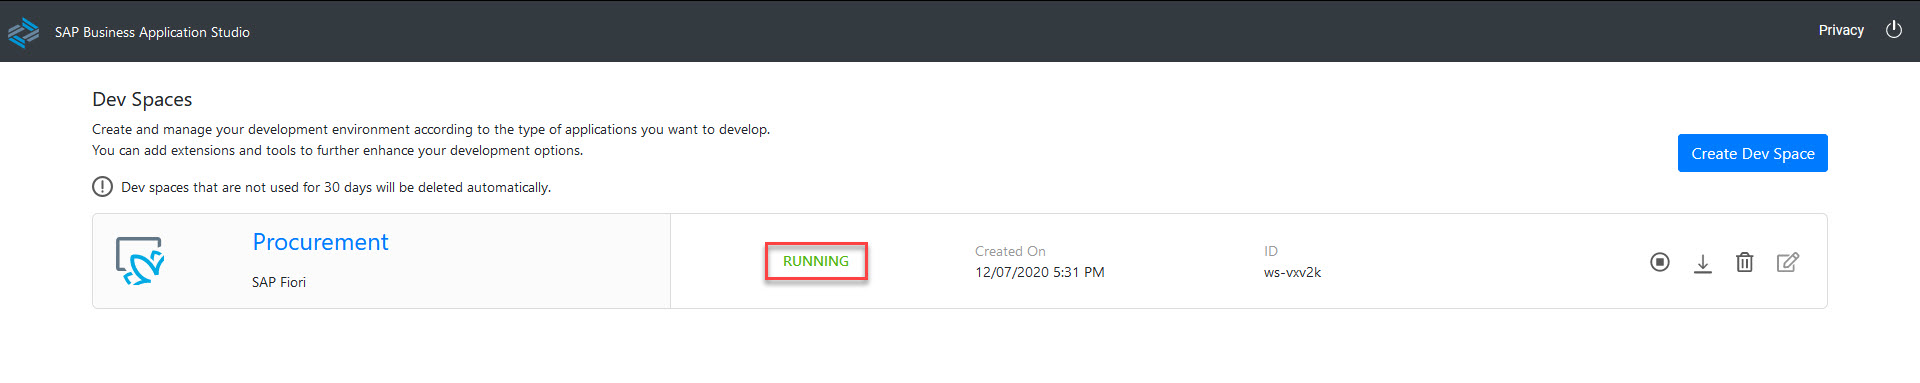 SAP Business Application Studio
Privacy
Dev Spaces
Create and manage your development environment according to the type of applications you want to develop.
You can add extensions and tools to further enhance your development options.
Create Dev Space
Dev spaces that are not used for 30 days will be deleted automatically.
Procurement
SAP Fiori
RUNNING
Created On
12/07/2020 5:31 PM
ID
ws-vxv2k